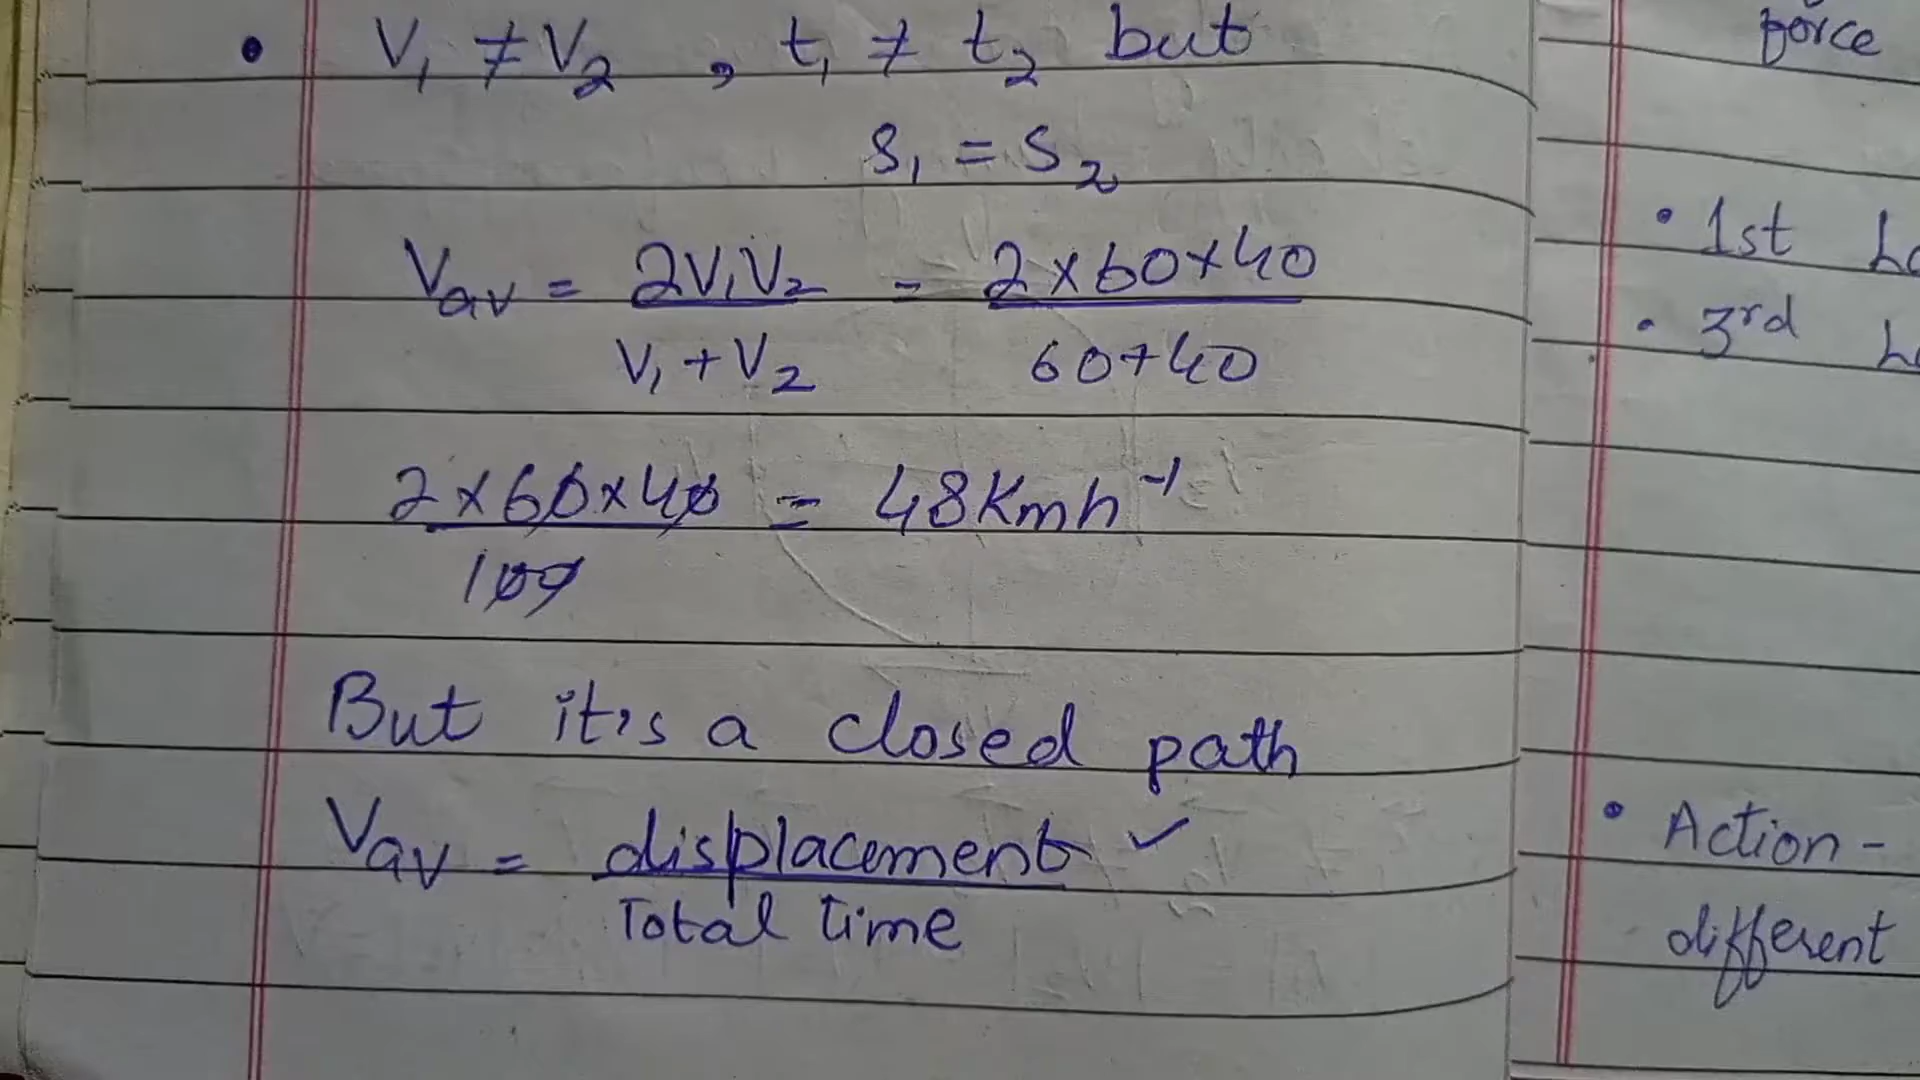 • V₁ ≠ V₂ , t₁ ≠ t₂ but
S₁ = S₂
Vav = 2V₁V₂ / V₁ + V₂ = 2×60×40 / 60+40
2×60×40 / 100 = 48Kmh⁻¹
But it's a closed path
Vav = displacement ✓ / Total time
force
• 1st
• 3rd
• Action -
different